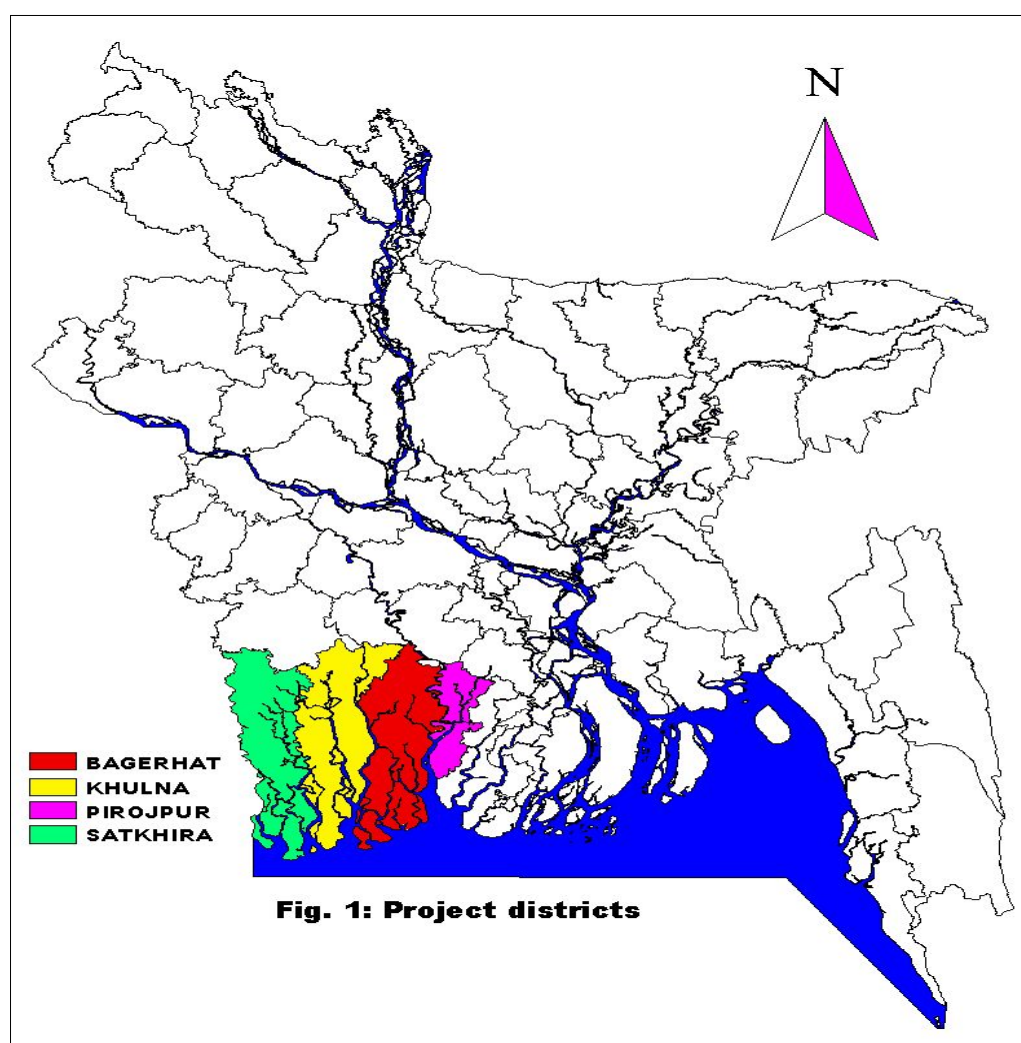 N
BAGERHAT
KHULNA
PIROJPUR
SATKHIRA
Fig. 1: Project districts